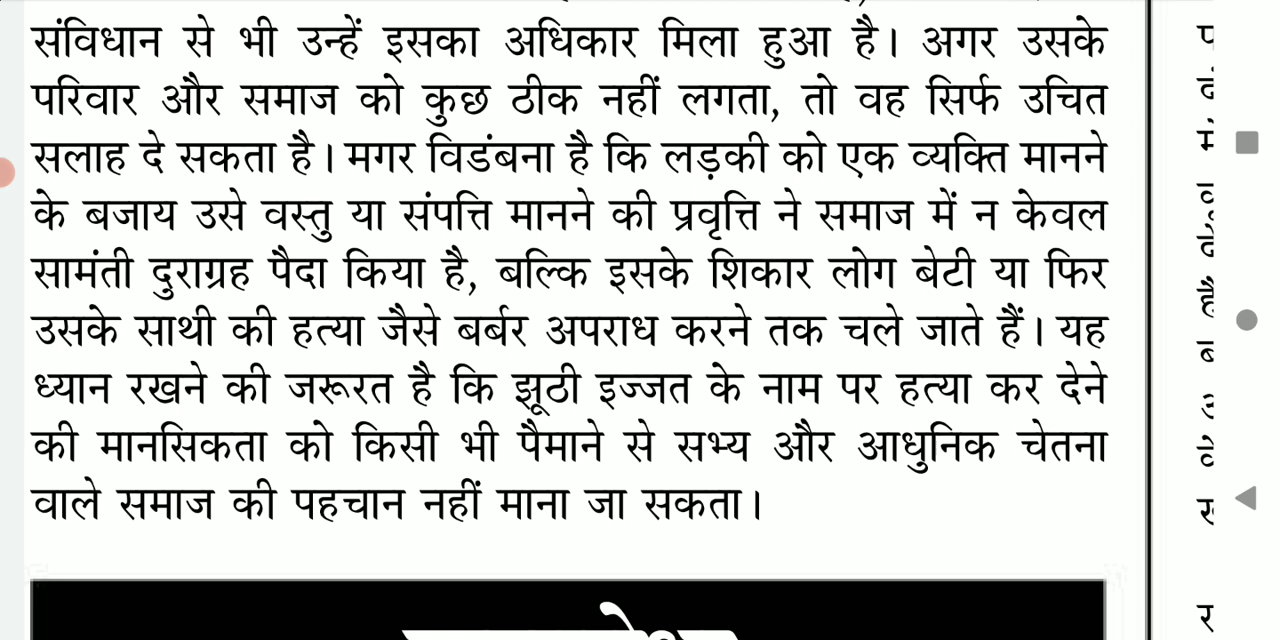 संविधान से भी उन्हें इसका अधिकार मिला हुआ है। अगर उसके
परिवार और समाज को कुछ ठीक नहीं लगता, तो वह सिर्फ उचित
सलाह दे सकता है। मगर विडंबना है कि लड़की को एक व्यक्ति मानने
के बजाय उसे वस्तु या संपत्ति मानने की प्रवृत्ति ने समाज में न केवल
सामंती दुराग्रह पैदा किया है, बल्कि इसके शिकार लोग बेटी या फिर
उसके साथी की हत्या जैसे बर्बर अपराध करने तक चले जाते हैं। यह
ध्यान रखने की जरूरत है कि झूठी इज्जत के नाम पर हत्या कर देने
की मानसिकता को किसी भी पैमाने से सभ्य और आधुनिक चेतना
वाले समाज की पहचान नहीं माना जा सकता।